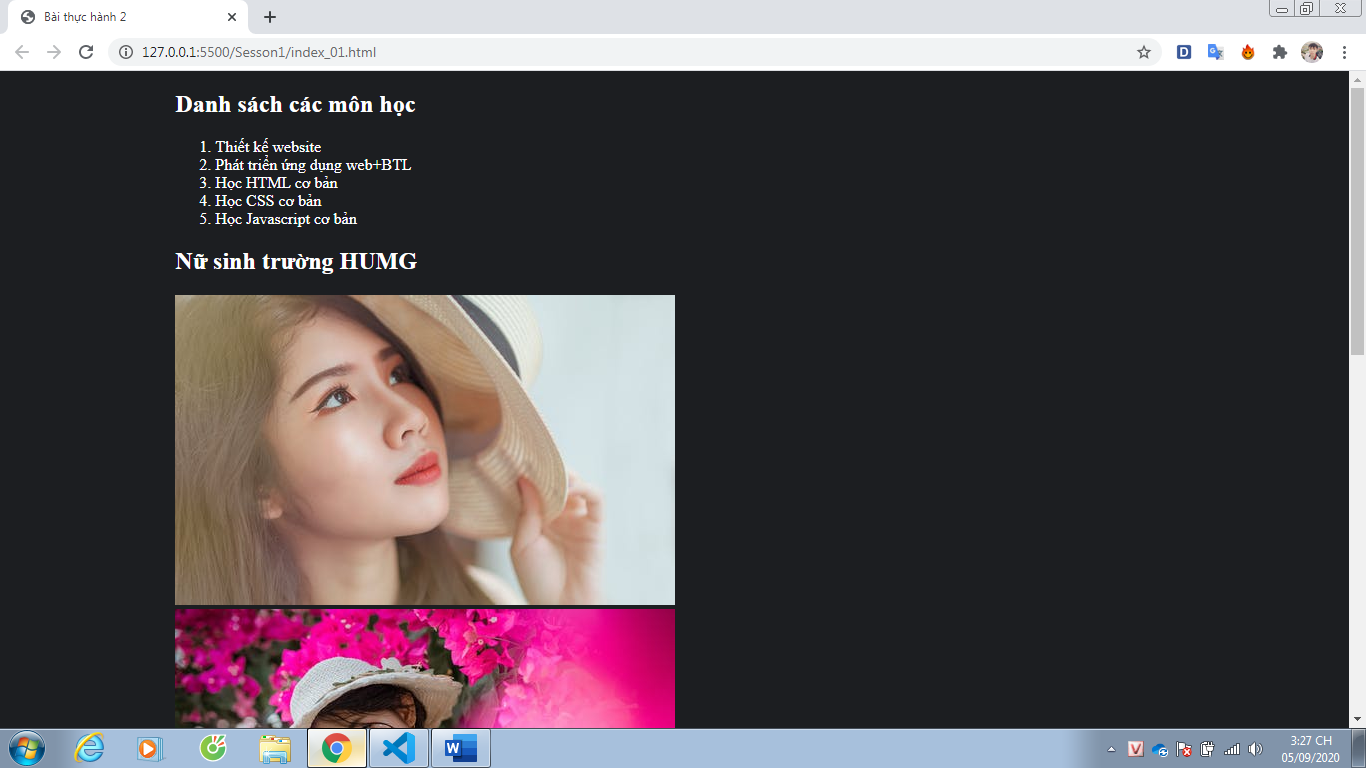 Bài thực hành 2
127.0.0.1:5500/Sesson1/index_01.html
Danh sách các môn học
1. Thiết kế website
2. Phát triển ứng dụng web+BTL
3. Học HTML cơ bản
4. Học CSS cơ bản
5. Học Javascript cơ bản
Nữ sinh trường HUMG
3:27 CH
05/09/2020